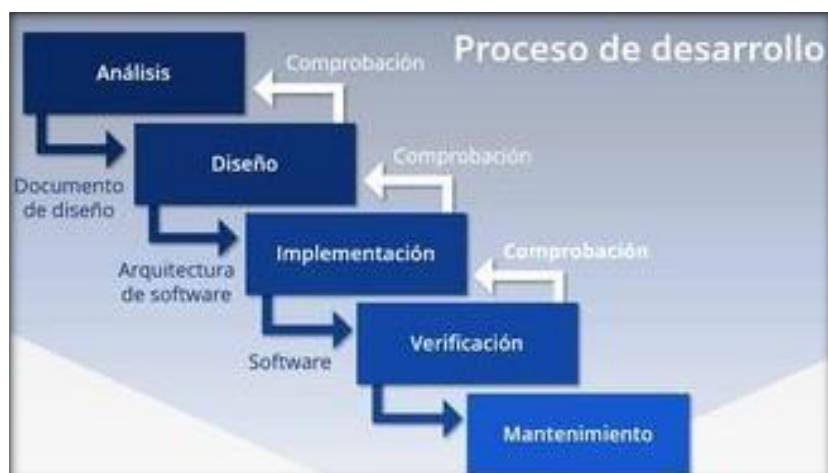 Proceso de desarrollo
Análisis
Comprobación
Documento
de diseño
Diseño
Comprobación
Arquitectura
de software
Implementación
Comprobación
Software
Verificación
Mantenimiento